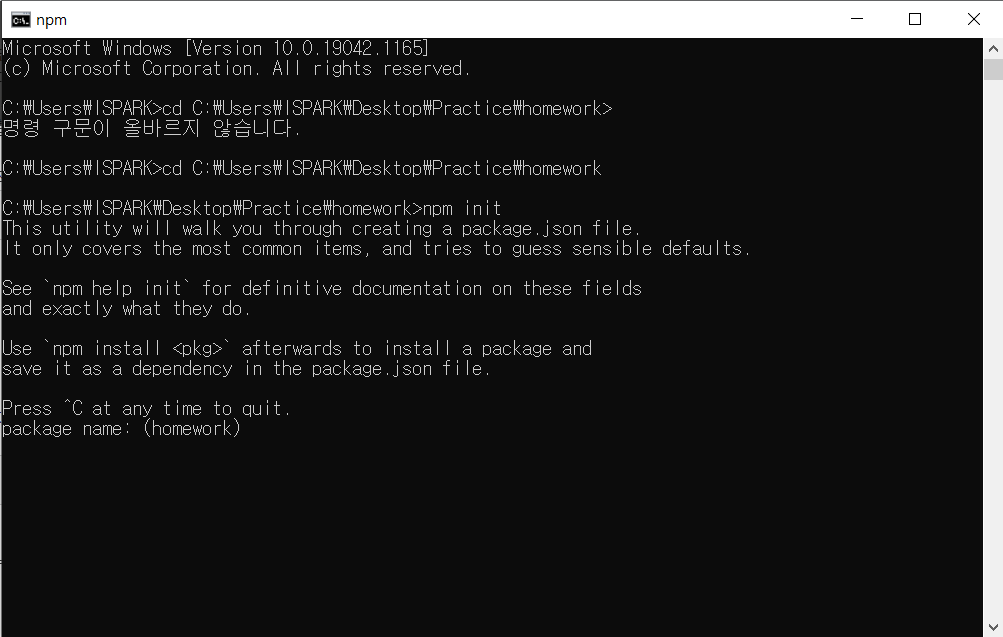 npm
Microsoft Windows [Version 10.0.19042.1165]
(c) Microsoft Corporation. All rights reserved.
C:₩Users₩ISPARK>cd C:₩Users₩ISPARK₩Desktop₩Practice₩homework>
명령 구문이 올바르지 않습니다.
C:₩Users₩ISPARK>cd C:₩Users₩ISPARK₩Desktop₩Practice₩homework
C:₩Users₩ISPARK₩Desktop₩Practice₩homework>npm init
This utility will walk you through creating a package.json file.
It only covers the most common items, and tries to guess sensible defaults.
See `npm help init` for definitive documentation on these fields
and exactly what they do.
Use `npm install <pkg>` afterwards to install a package and
save it as a dependency in the package.json file.
Press ^C at any time to quit.
package name: (homework)